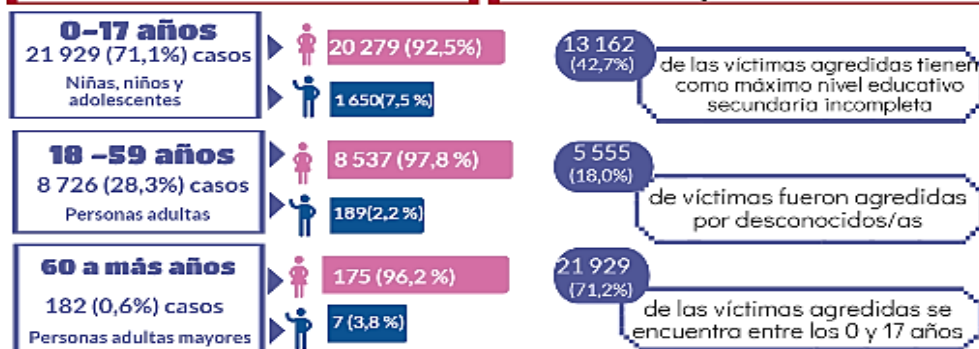 0-17 años
21 929 (71,1%) casos
Niñas, niños y
adolescentes
20 279 (92,5%)
1 650(7,5 %)
18 –59 años
8 726 (28,3%) casos
Personas adultas
8 537 (97,8 %)
189(2,2 %)
60 a más años
182 (0,6%) casos
Personas adultas mayores
175 (96,2 %)
7 (3,8 %)
13 162
(42,7%)
de las víctimas agredidas tienen
como máximo nivel educativo
secundaria incompleta
5 555
(18,0%)
de víctimas fueron agredidas
por desconocidos/as
21 929
(71,2%)
de las víctimas agredidas se
encuentra entre los 0 y 17 años